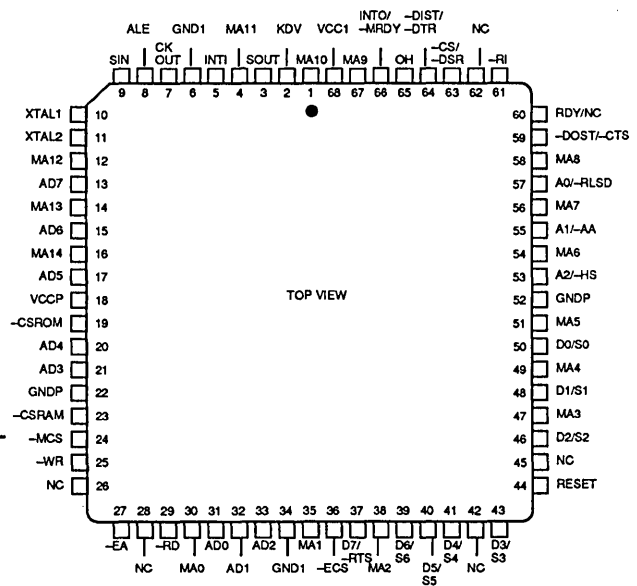 ALE GND1 MA11 KDV VCC1 INTO/ -MRDY -DIST/ -DTR NC
SIN CK OUT INTI SOUT MA10 MA9 OH -CS/ -DSR -RI
9 8 7 6 5 4 3 2 1 68 67 66 65 64 63 62 61
XTAL1 10 60 RDY/NC
XTAL2 11 59 -DOST/-CTS
MA12 12 58 MA8
AD7 13 57 A0/-RLSD
MA13 14 56 MA7
AD6 15 55 A1/-AA
MA14 16 54 MA6
AD5 17 53 A2/-HS
VCCP 18 TOP VIEW 52 GNDP
-CSROM 19 51 MA5
AD4 20 50 D0/S0
AD3 21 49 MA4
GNDP 22 48 D1/S1
-CSRAM 23 47 MA3
-MCS 24 46 D2/S2
-WR 25 45 NC
NC 26 44 RESET
27 28 29 30 31 32 33 34 35 36 37 38 39 40 41 42 43
-EA -RD AD0 AD2 MA1 D7/ -RTS D6/ S6 D4/ S4 D3/ S3
NC MA0 AD1 GND1 -ECS MA2 D5/ S5 NC